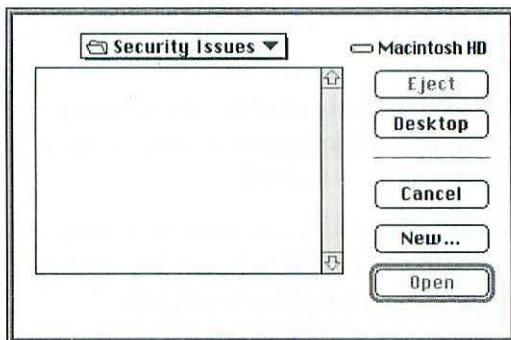 Security Issues
Macintosh HD
Eject
Desktop
Cancel
New...
Open